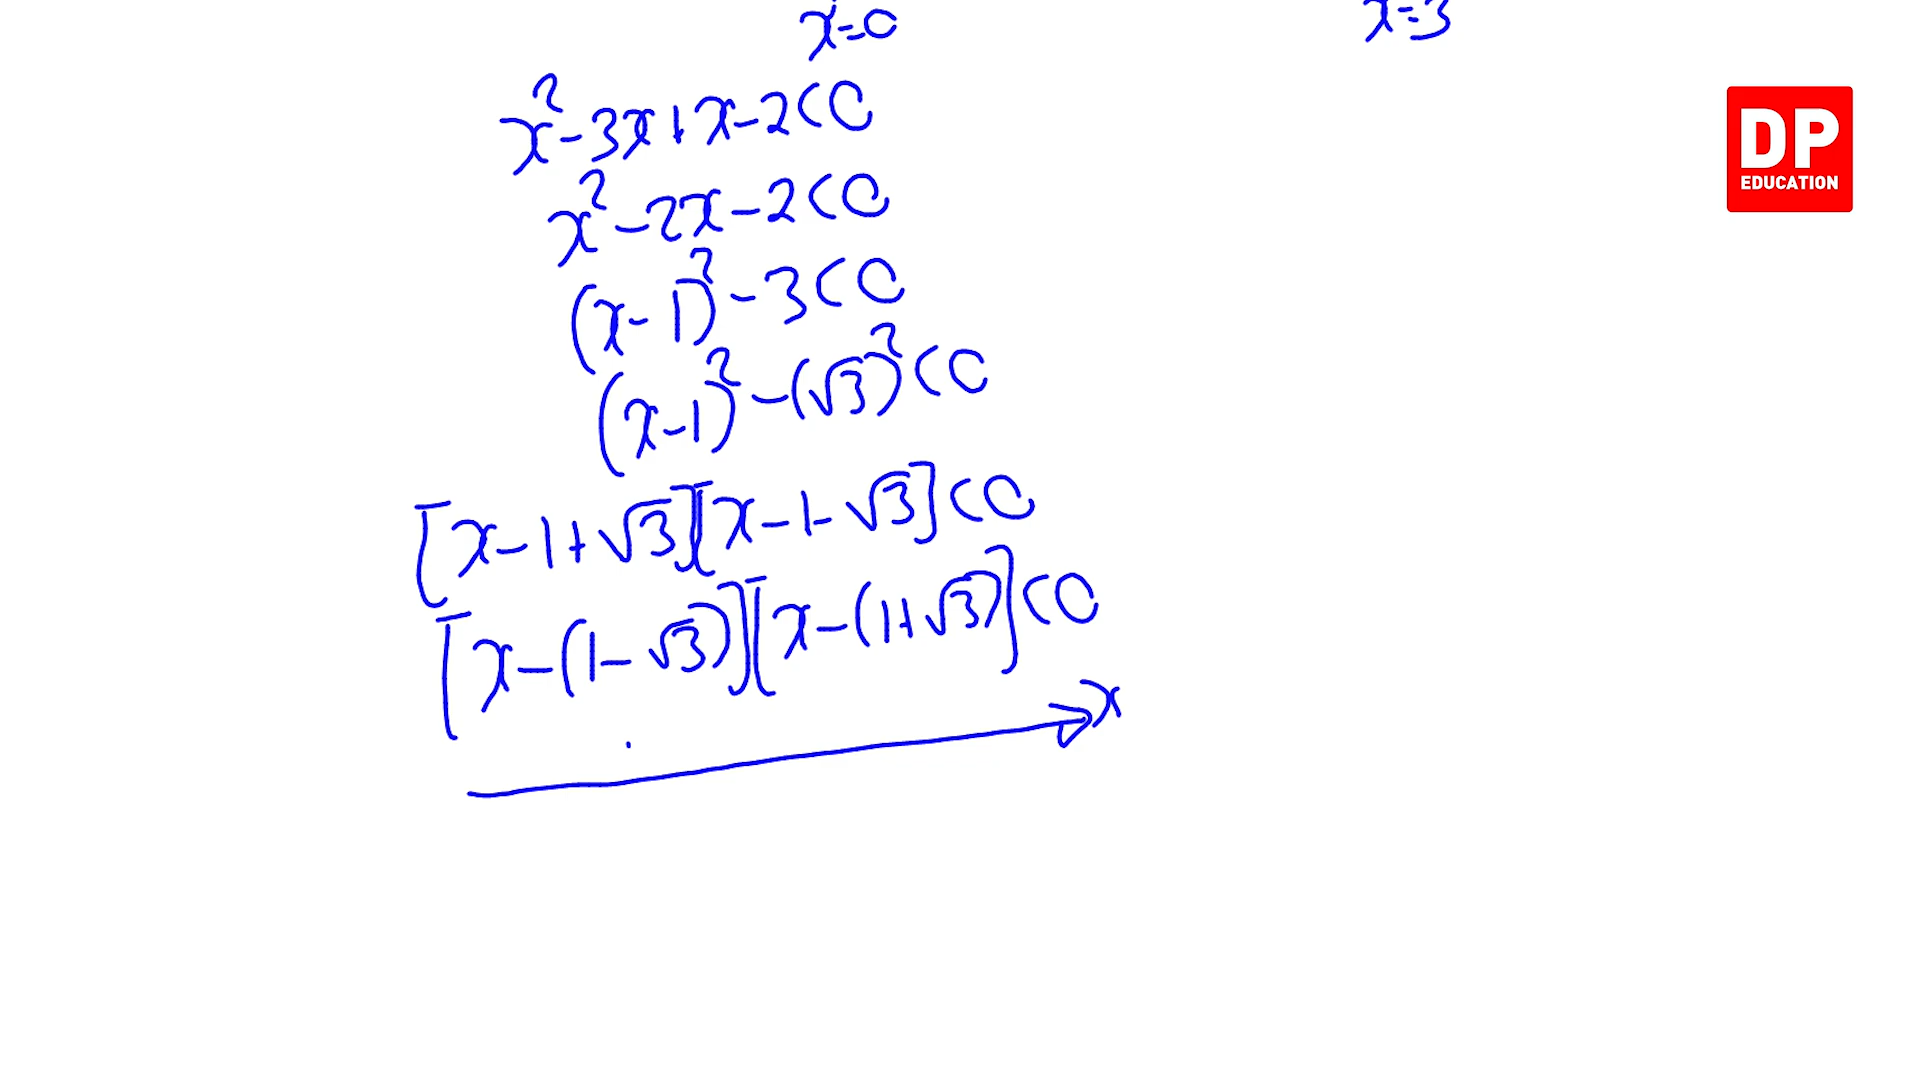 x=0 x=3
x²-3x+x-2<0
DP
EDUCATION
x²-2x-2<0
(x-1)²-3<0
(x-1)²-(√3)²<0
[x-1+√3][x-1-√3]<0
[x-(1-√3)][x-(1+√3)]<0
x